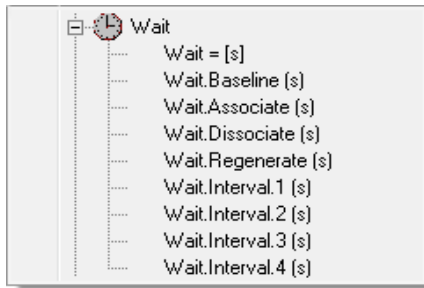 Wait
Wait = [s]
Wait.Baseline (s)
Wait.Associate (s)
Wait.Dissociate (s)
Wait.Regenerate (s)
Wait.Interval.1 (s)
Wait.Interval.2 (s)
Wait.Interval.3 (s)
Wait.Interval.4 (s)